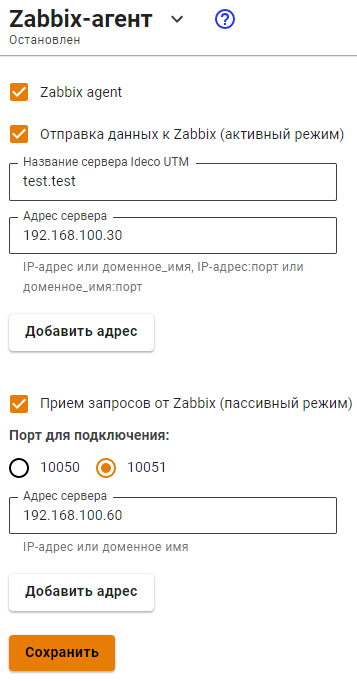 Zabbix-агент
Остановлен
Zabbix agent
Отправка данных к Zabbix (активный режим)
Название сервера Ideco UTM
test.test
Адрес сервера
192.168.100.30
IP-адрес или доменное_имя, IP-адрес:порт или
доменное_имя:порт
Добавить адрес
Прием запросов от Zabbix (пассивный режим)
Порт для подключения:
10050 10051
Адрес сервера
192.168.100.60
IP-адрес или доменное имя
Добавить адрес
Сохранить